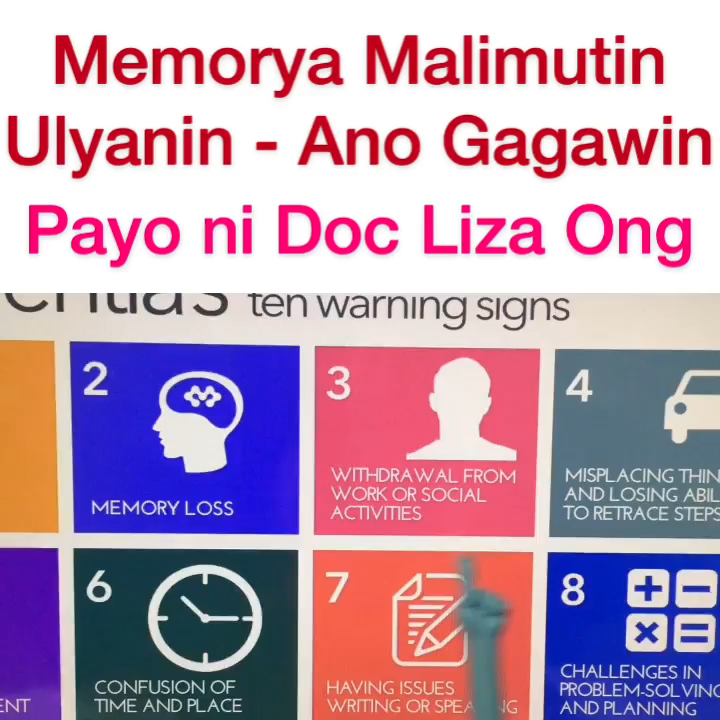 Memorya Malimutin
Ulyanin - Ano Gagawin
Payo ni Doc Liza Ong
ten warning signs
2
MEMORY LOSS
3
WITHDRAWAL FROM
WORK OR SOCIAL
ACTIVITIES
4
MISPLACING
AND LOSING
TO RETRACE STEPS
6
CONFUSION OF
TIME AND PLACE
7
HAVING ISSUES
WRITING OR
8
CHALLENGES IN
PROBLEM-SOLVING
AND PLANNING